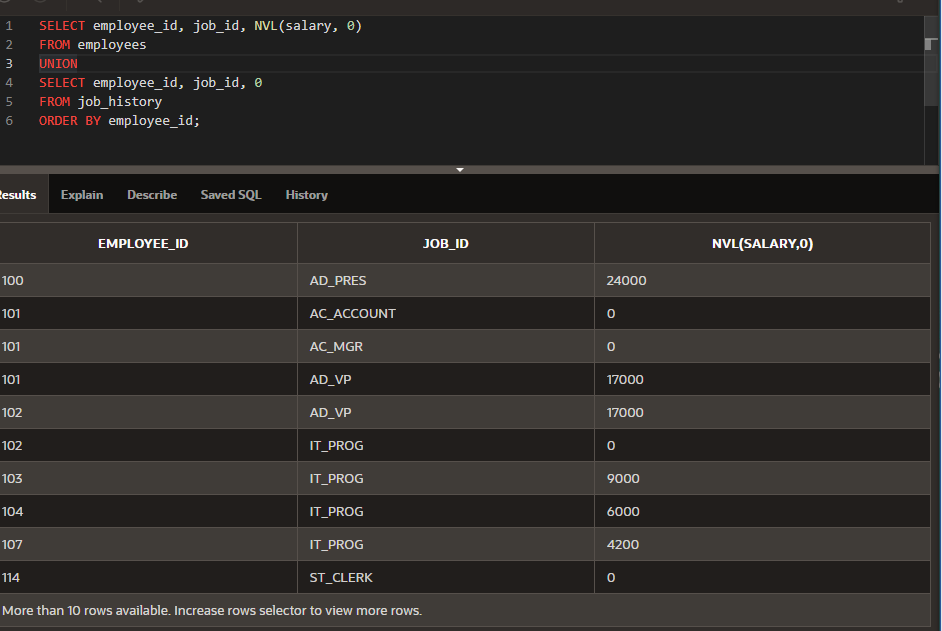 1 SELECT employee_id, job_id, NVL(salary, 0)
2 FROM employees
3 UNION
4 SELECT employee_id, job_id, 0
5 FROM job_history
6 ORDER BY employee_id;
Results Explain Describe Saved SQL History
EMPLOYEE_ID JOB_ID NVL(SALARY,0)
100 AD_PRES 24000
101 AC_ACCOUNT 0
101 AC_MGR 0
101 AD_VP 17000
102 AD_VP 17000
102 IT_PROG 0
103 IT_PROG 9000
104 IT_PROG 6000
107 IT_PROG 4200
114 ST_CLERK 0
More than 10 rows available. Increase rows selector to view more rows.